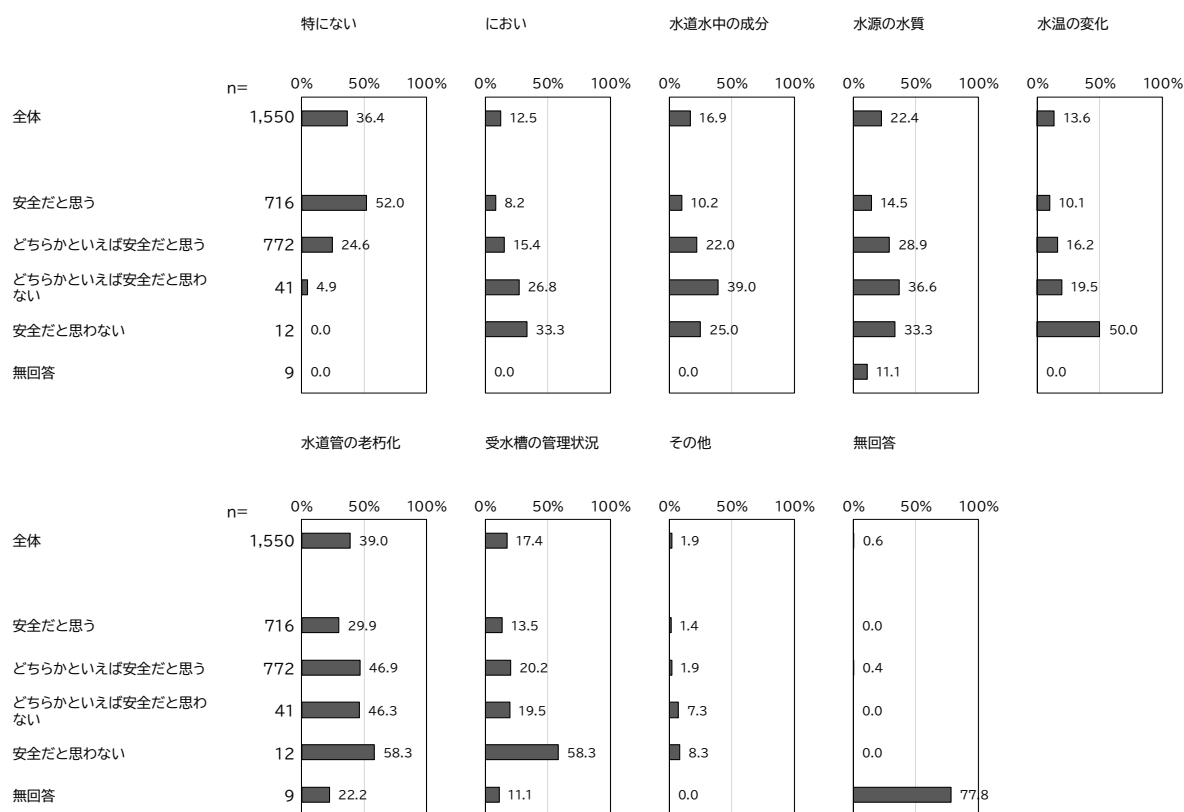 特にない におい 水道水中の成分 水源の水質 水温の変化
n= 0% 50% 100% 0% 50% 100% 0% 50% 100% 0% 50% 100% 0% 50% 100%
全体 1,550 36.4 12.5 16.9 22.4 13.6
安全だと思う 716 52.0 8.2 10.2 14.5 10.1
どちらかといえば安全だと思う 772 24.6 15.4 22.0 28.9 16.2
どちらかといえば安全だと思わ
ない 41 4.9 26.8 39.0 36.6 19.5
安全だと思わない 12 0.0 33.3 25.0 33.3 50.0
無回答 9 0.0 0.0 0.0 11.1 0.0
水道管の老朽化 受水槽の管理状況 その他 無回答
n= 0% 50% 100% 0% 50% 100% 0% 50% 100% 0% 50% 100%
全体 1,550 39.0 17.4 1.9 0.6
安全だと思う 716 29.9 13.5 1.4 0.0
どちらかといえば安全だと思う 772 46.9 20.2 1.9 0.4
どちらかといえば安全だと思わ
ない 41 46.3 19.5 7.3 0.0
安全だと思わない 12 58.3 58.3 8.3 0.0
無回答 9 22.2 11.1 0.0 77.8